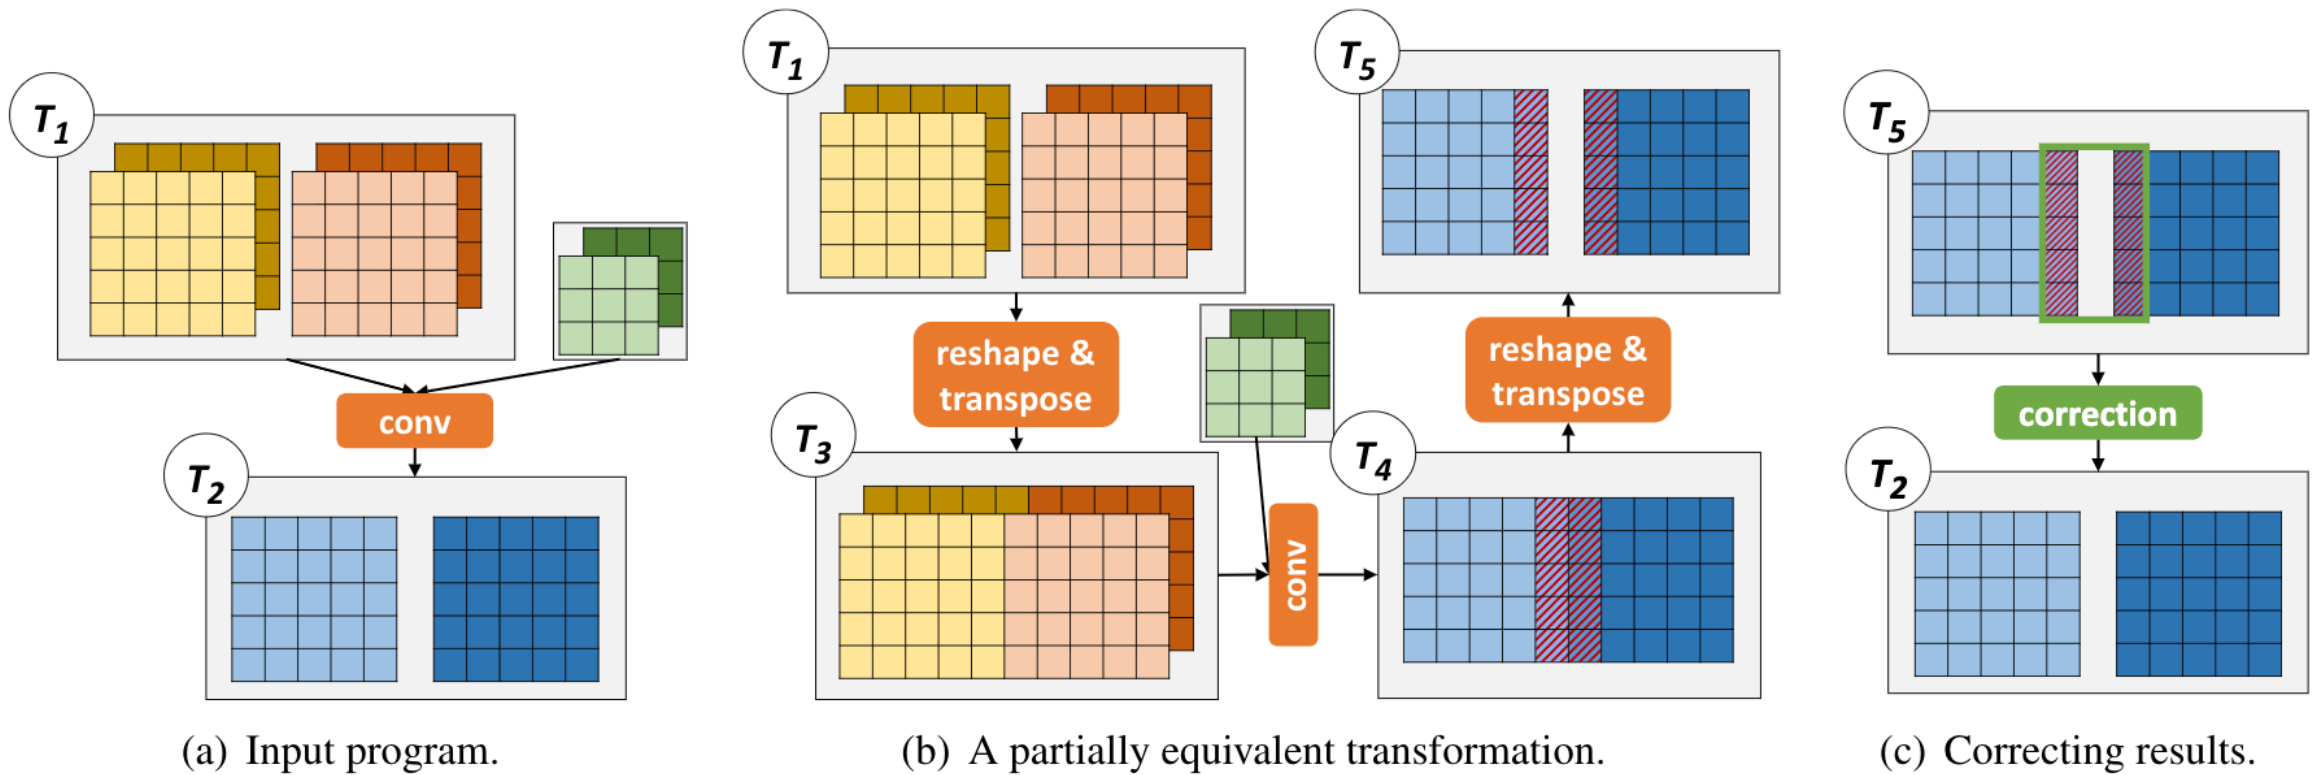 T1
conv
T2
(a) Input program.
T1
reshape &
transpose
T3
conv
T4
reshape &
transpose
T5
(b) A partially equivalent transformation.
T5
correction
T2
(c) Correcting results.